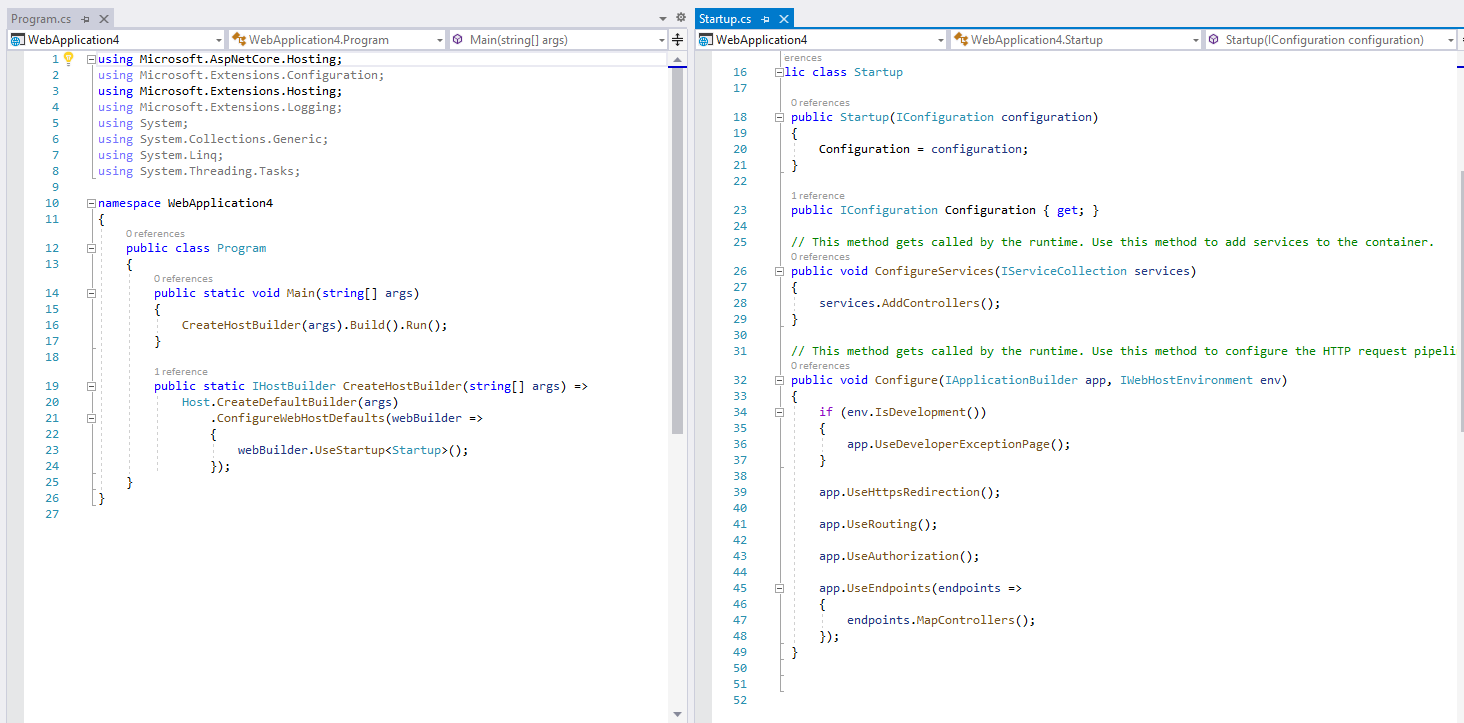 Program.cs
WebApplication4
WebApplication4.Program
Main(string[] args)
1 using Microsoft.AspNetCore.Hosting;
2 using Microsoft.Extensions.Configuration;
3 using Microsoft.Extensions.Hosting;
4 using Microsoft.Extensions.Logging;
5 using System;
6 using System.Collections.Generic;
7 using System.Linq;
8 using System.Threading.Tasks;
9
10 namespace WebApplication4
11 {
0 references
12 public class Program
13 {
0 references
14 public static void Main(string[] args)
15 {
16 CreateHostBuilder(args).Build().Run();
17 }
18
1 reference
19 public static IHostBuilder CreateHostBuilder(string[] args) =>
20 Host.CreateDefaultBuilder(args)
21 .ConfigureWebHostDefaults(webBuilder =>
22 {
23 webBuilder.UseStartup<Startup>();
24 });
25 }
26 }
27
Startup.cs
WebApplication4
WebApplication4.Startup
Startup(IConfiguration configuration)
erences
16 lic class Startup
17
0 references
18 public Startup(IConfiguration configuration)
19 {
20 Configuration = configuration;
21 }
22
1 reference
23 public IConfiguration Configuration { get; }
24
25 // This method gets called by the runtime. Use this method to add services to the container.
0 references
26 public void ConfigureServices(IServiceCollection services)
27 {
28 services.AddControllers();
29 }
30
31 // This method gets called by the runtime. Use this method to configure the HTTP request pipeli
0 references
32 public void Configure(IApplicationBuilder app, IWebHostEnvironment env)
33 {
34 if (env.IsDevelopment())
35 {
36 app.UseDeveloperExceptionPage();
37 }
38
39 app.UseHttpsRedirection();
40
41 app.UseRouting();
42
43 app.UseAuthorization();
44
45 app.UseEndpoints(endpoints =>
46 {
47 endpoints.MapControllers();
48 });
49 }
50
51
52